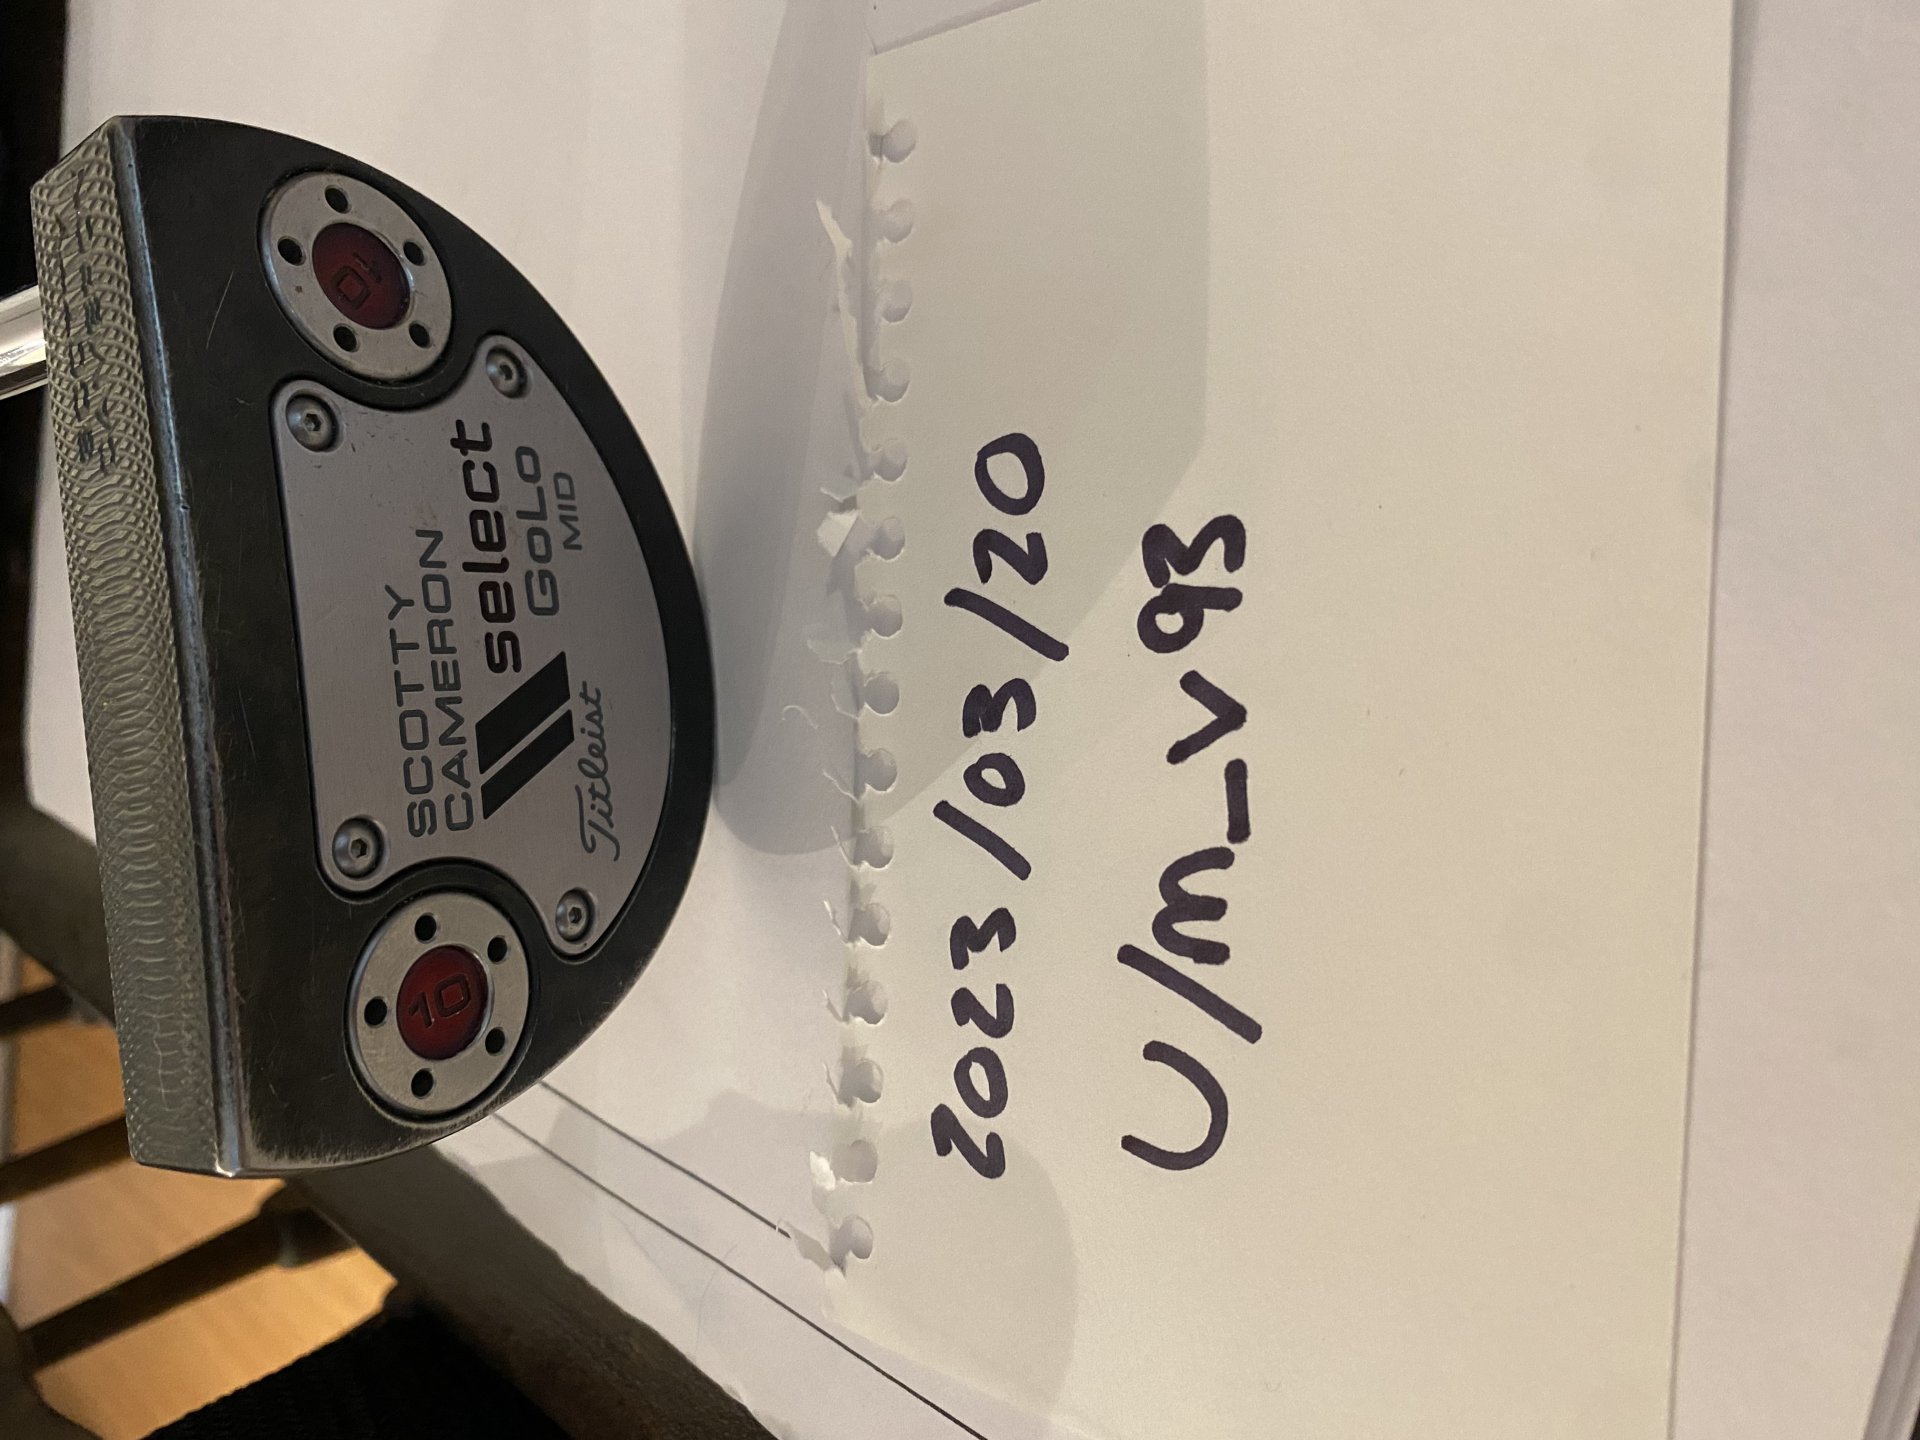 SCOTTY
CAMERON
select
GOLO
MID
Titleist
10
10
2023/03/20
U/m_v93